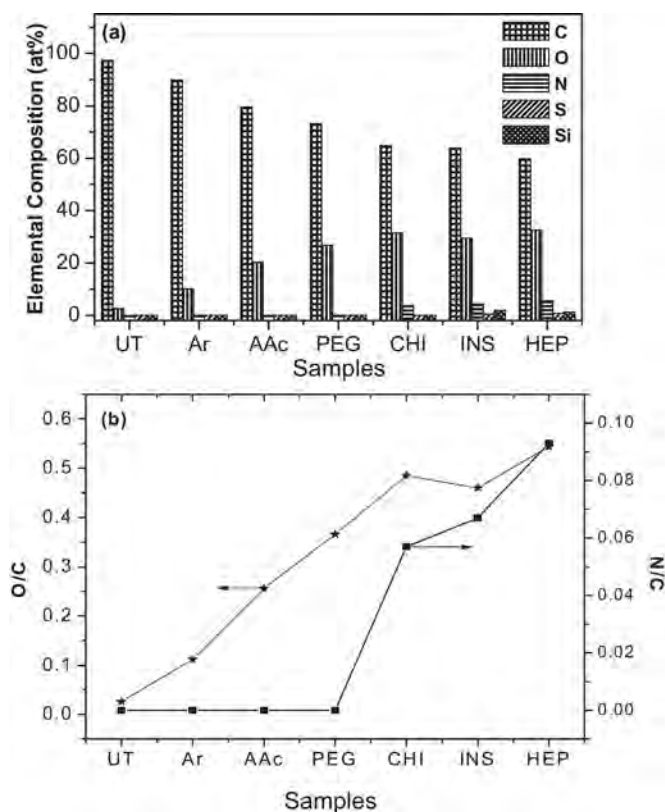 (a)
C
O
N
S
Si
Elemental Composition (at%)
100
80
60
40
20
0
UT Ar AAc PEG CHI INS HEP
Samples
(b)
O/C
0.6
0.5
0.4
0.3
0.2
0.1
0.0
N/C
0.10
0.08
0.06
0.04
0.02
0.00
UT Ar AAc PEG CHI INS HEP
Samples